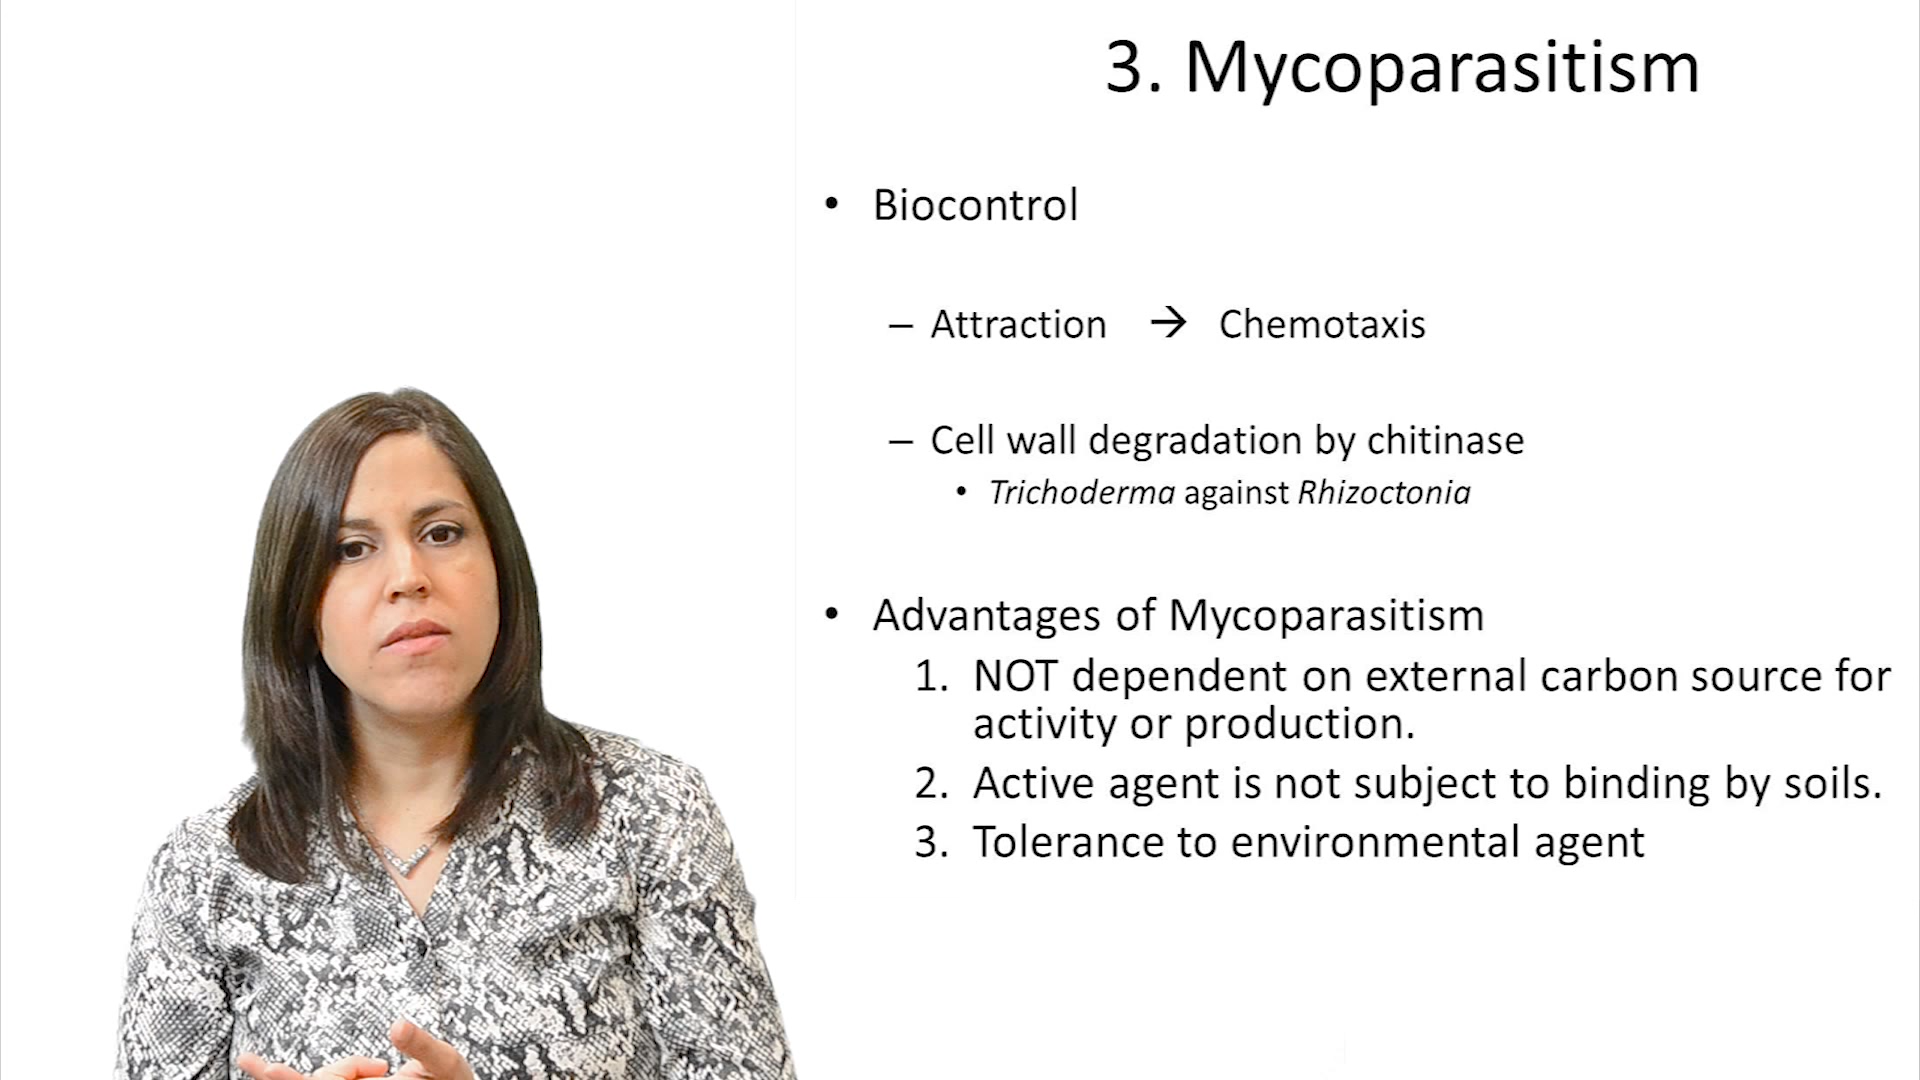 3. Mycoparasitism
• Biocontrol
– Attraction → Chemotaxis
– Cell wall degradation by chitinase
• Trichoderma against Rhizoctonia
• Advantages of Mycoparasitism
1. NOT dependent on external carbon source for
activity or production.
2. Active agent is not subject to binding by soils.
3. Tolerance to environmental agent